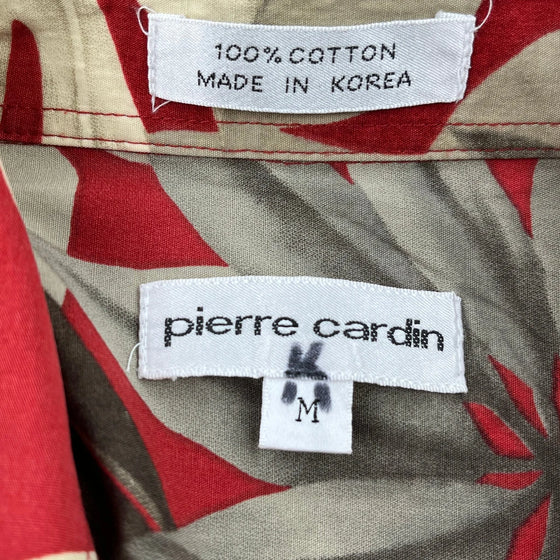 100% COTTON
MADE IN KOREA
pierre cardin
K
M